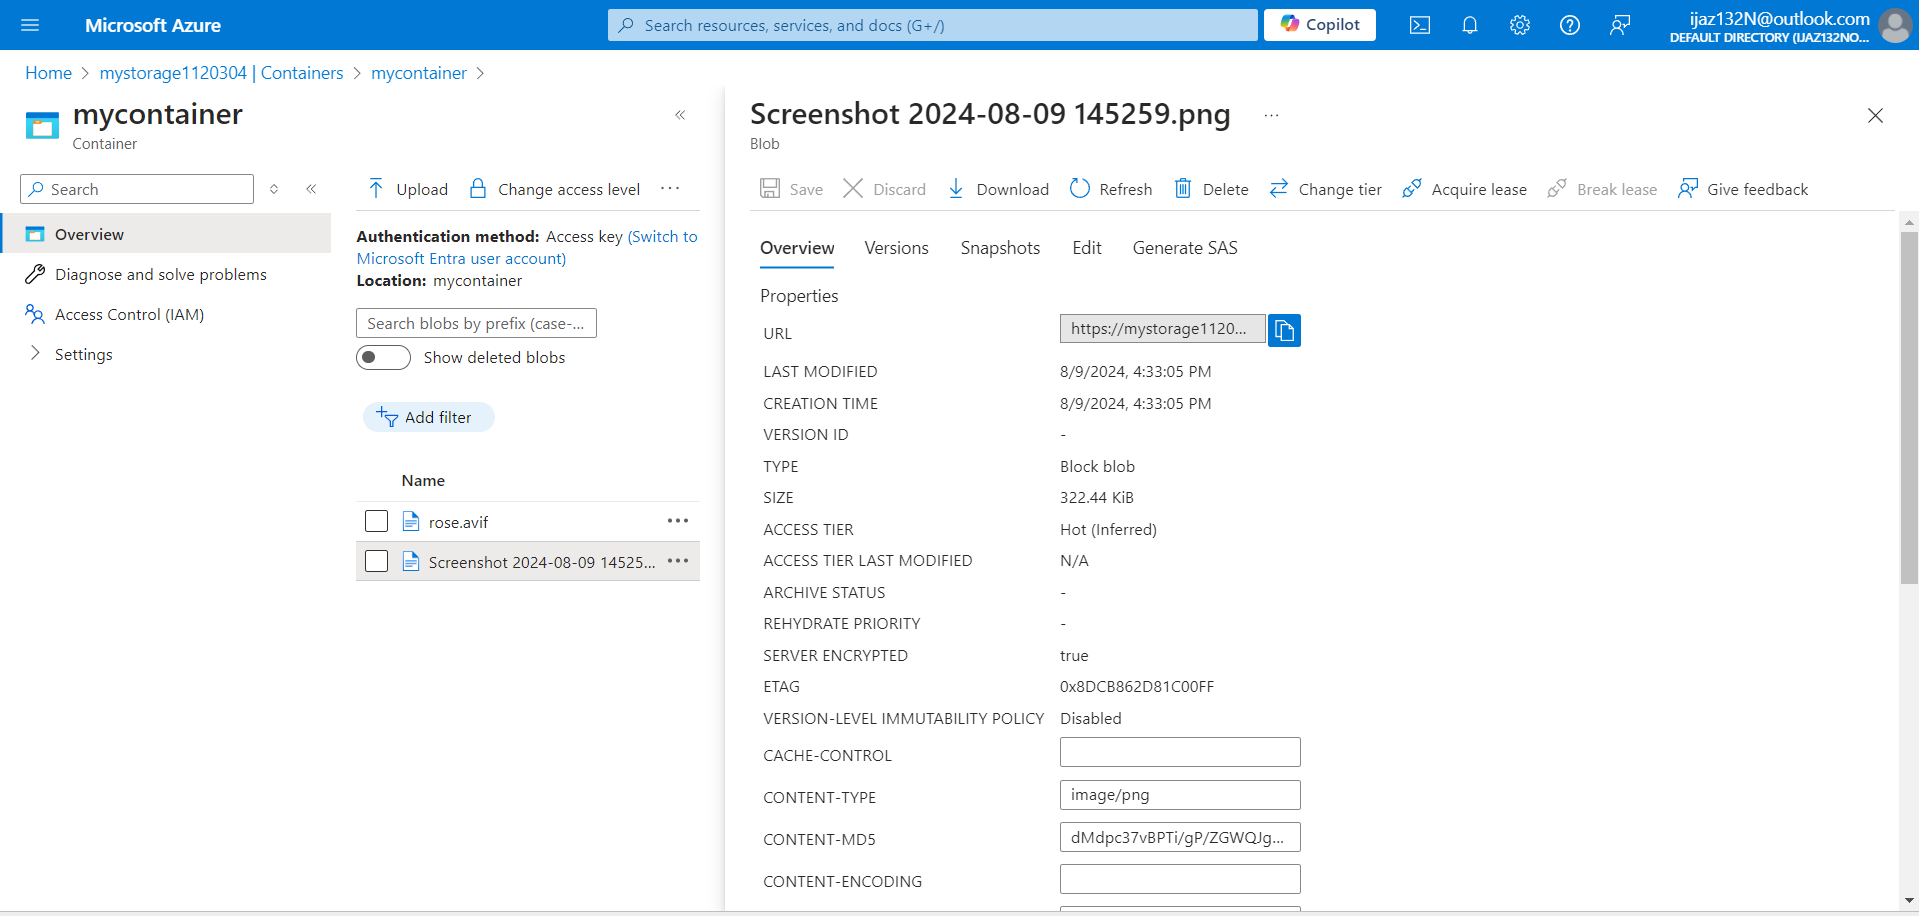 Microsoft Azure
Search resources, services, and docs (G+/)
Copilot
ijaz132N@outlook.com
DEFAULT DIRECTORY (IJAZ132NO...
Home > mystorage1120304 | Containers > mycontainer >
mycontainer
Container
Search
Overview
Diagnose and solve problems
Access Control (IAM)
Settings
Upload
Change access level
Authentication method: Access key (Switch to
Microsoft Entra user account)
Location: mycontainer
Search blobs by prefix (case-...
Show deleted blobs
Add filter
Name
rose.avif
Screenshot 2024-08-09 14525...
Screenshot 2024-08-09 145259.png
Blob
Save Discard Download Refresh Delete Change tier Acquire lease Break lease Give feedback
Overview Versions Snapshots Edit Generate SAS
Properties
URL https://mystorage1120...
LAST MODIFIED 8/9/2024, 4:33:05 PM
CREATION TIME 8/9/2024, 4:33:05 PM
VERSION ID -
TYPE Block blob
SIZE 322.44 KiB
ACCESS TIER Hot (Inferred)
ACCESS TIER LAST MODIFIED N/A
ARCHIVE STATUS -
REHYDRATE PRIORITY -
SERVER ENCRYPTED true
ETAG 0x8DCB862D81C00FF
VERSION-LEVEL IMMUTABILITY POLICY Disabled
CACHE-CONTROL
CONTENT-TYPE image/png
CONTENT-MD5 dMdpc37vBPTi/gP/ZGWQJg...
CONTENT-ENCODING